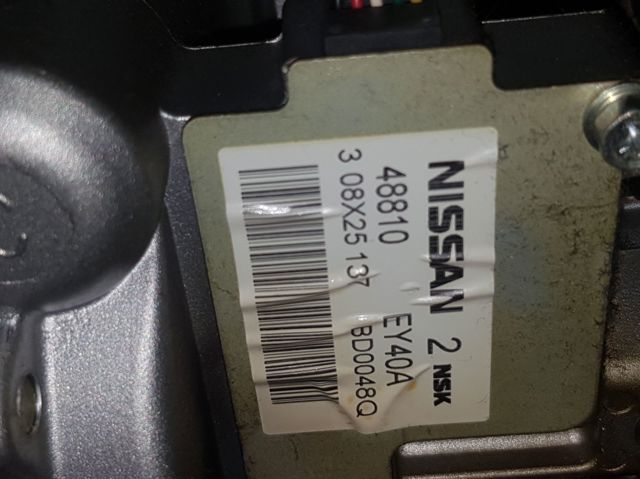 NISSAN 2 NSK
48810 EY40A
3 08X25 137 BD0048Q